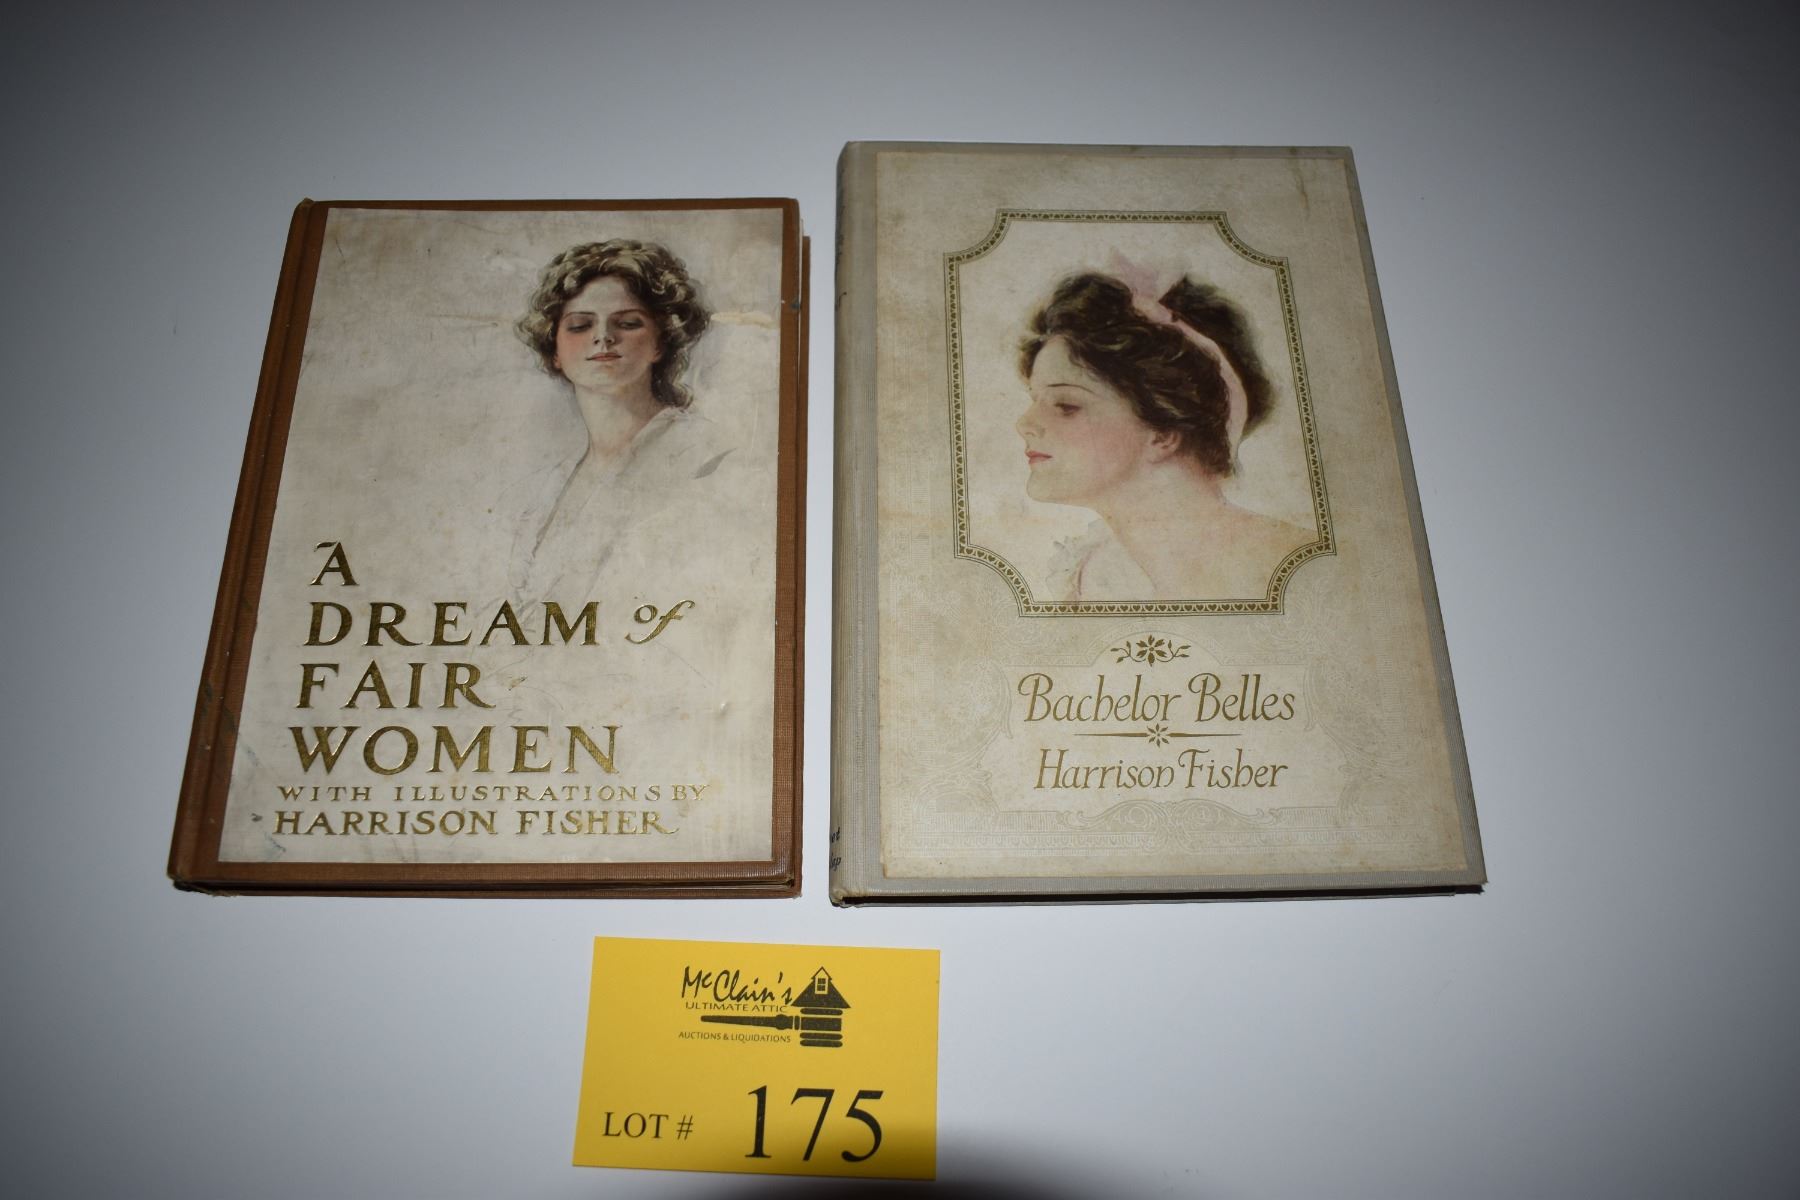 A
DREAM of
FAIR
WOMEN
WITH ILLUSTRATIONS BY
HARRISON FISHER
Bachelor Belles
Harrison Fisher
McClain's
ULTIMATE ATTIC
AUCTIONS & LIQUIDATIONS
LOT # 175